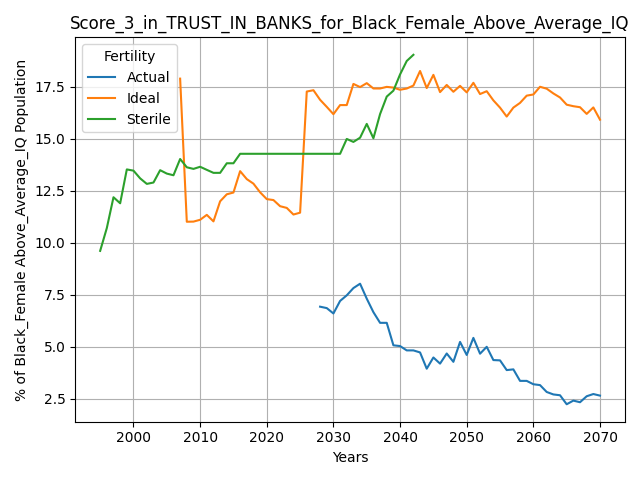 Score_3_in_TRUST_IN_BANKS_for_Black_Female_Above_Average_IQ
Fertility
Actual
Ideal
Sterile
% of Black_Female Above_Average_IQ Population
17.5
15.0
12.5
10.0
7.5
5.0
2.5
2000 2010 2020 2030 2040 2050 2060 2070
Years